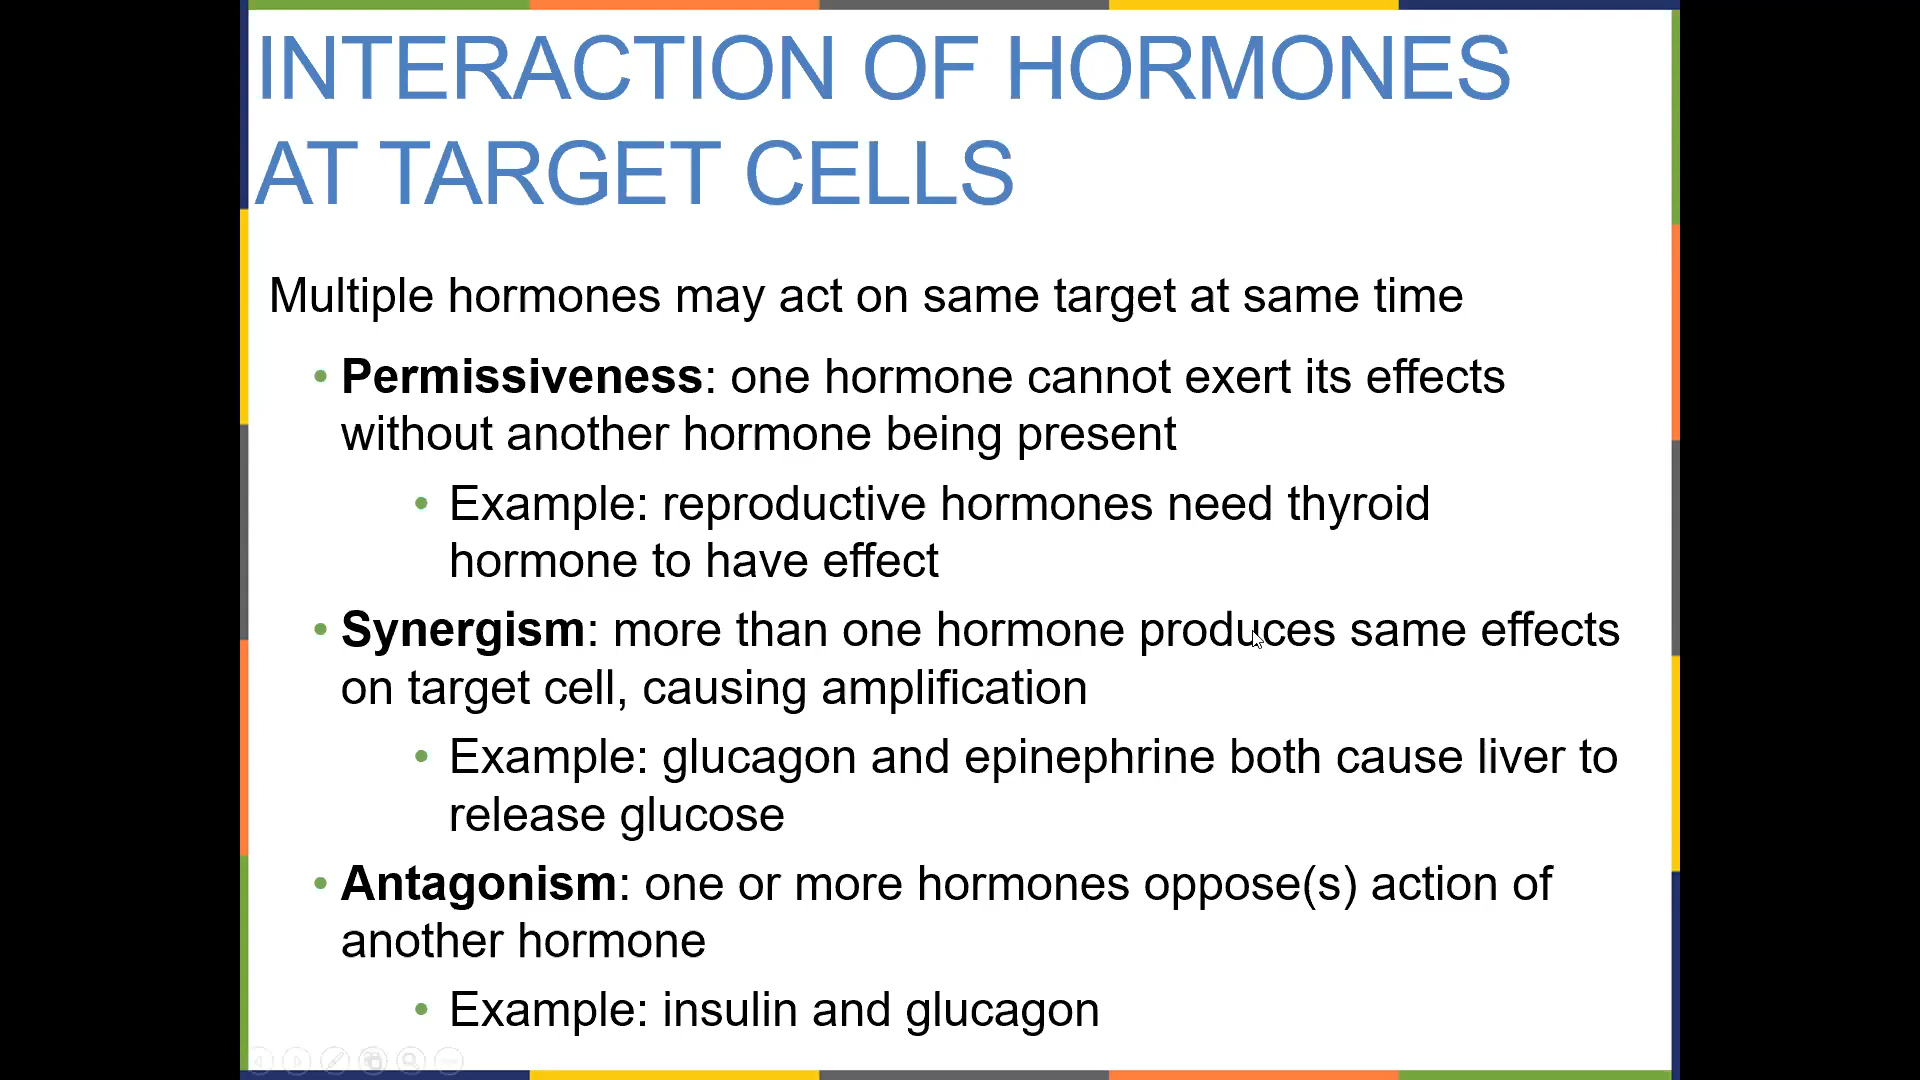 INTERACTION OF HORMONES
AT TARGET CELLS
Multiple hormones may act on same target at same time
• Permissiveness: one hormone cannot exert its effects
without another hormone being present
• Example: reproductive hormones need thyroid
hormone to have effect
• Synergism: more than one hormone produces same effects
on target cell, causing amplification
• Example: glucagon and epinephrine both cause liver to
release glucose
• Antagonism: one or more hormones oppose(s) action of
another hormone
• Example: insulin and glucagon